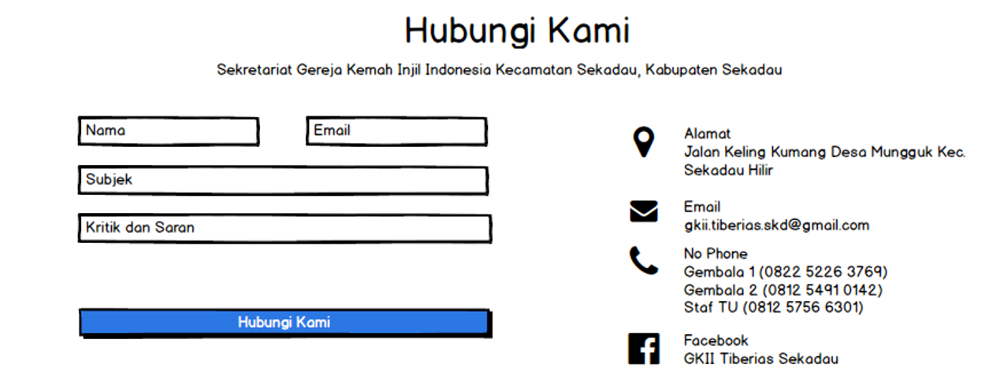 Hubungi Kami
Sekretariat Gereja Kemah Injil Indonesia Kecamatan Sekadau, Kabupaten Sekadau
Nama
Email
Subjek
Kritik dan Saran
Hubungi Kami
Alamat
Jalan Keling Kumang Desa Mungguk Kec.
Sekadau Hilir
Email
gkii.tiberias.skd@gmail.com
No Phone
Gembala 1 (0822 5226 3769)
Gembala 2 (0812 5491 0142)
Staf TU (0812 5756 6301)
Facebook
GKII Tiberias Sekadau